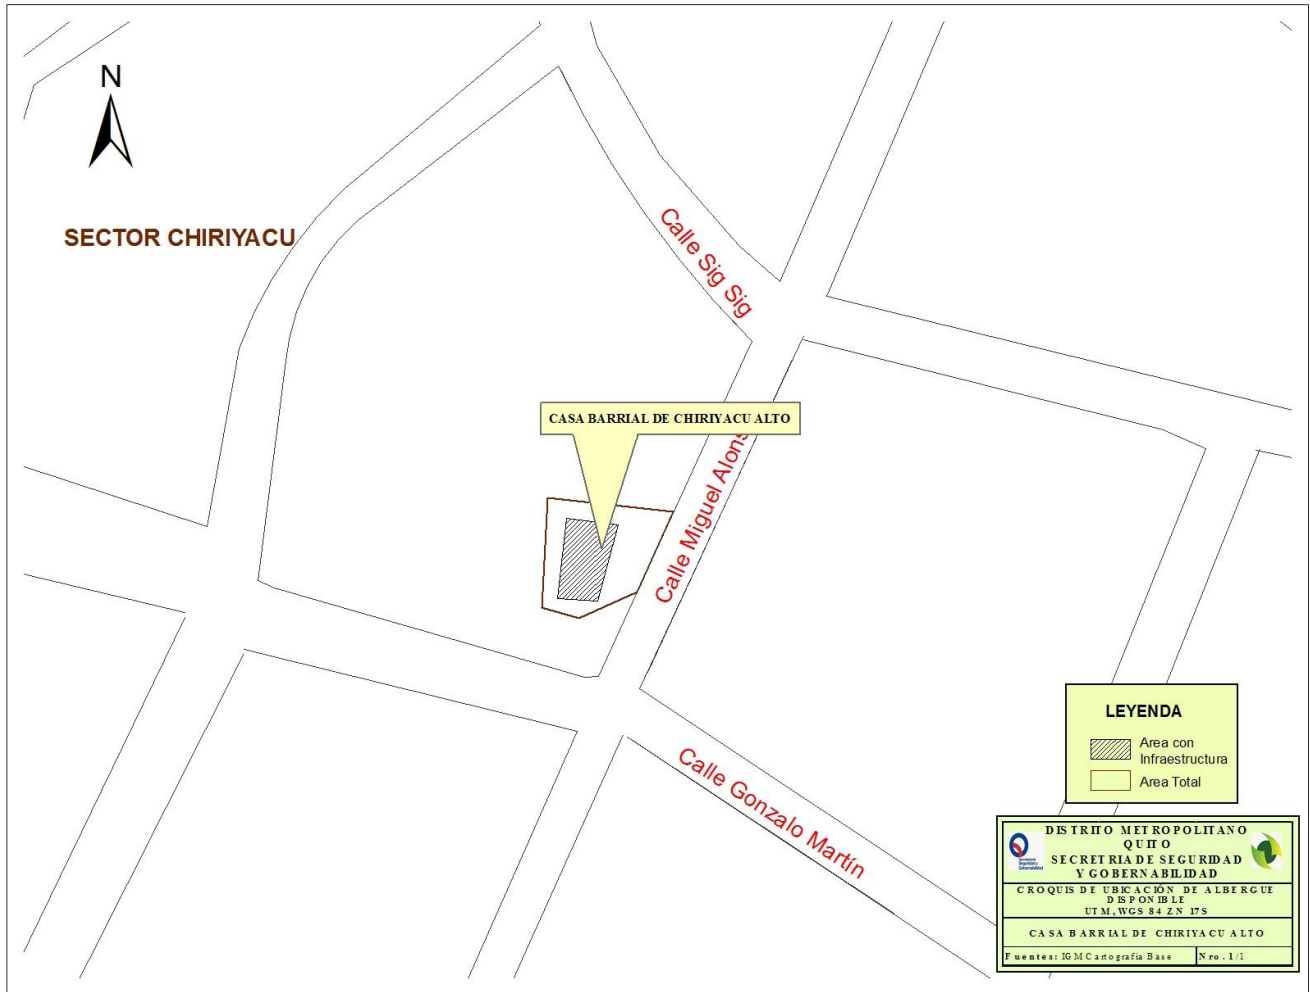 N
SECTOR CHIRIYACU
Calle Sig Sig
CASA BARRIAL DE CHIRIYACU ALTO
Calle Miguel Alons
Calle Gonzalo Martín
LEYENDA
Area con
Infraestructura
Area Total
DISTRITO METROPOLITANO
QUITO
SECRETRIA DE SEGURIDAD
Y GOBERNABILIDAD
CROQUIS DE UBICACIÓN DE ALBERGUE
DISPONIBLE
UTM, WGS 84 ZN 17S
CASA BARRIAL DE CHIRIYACU ALTO
Fuentes: IGM Cartografía Base
Nro. 1/1